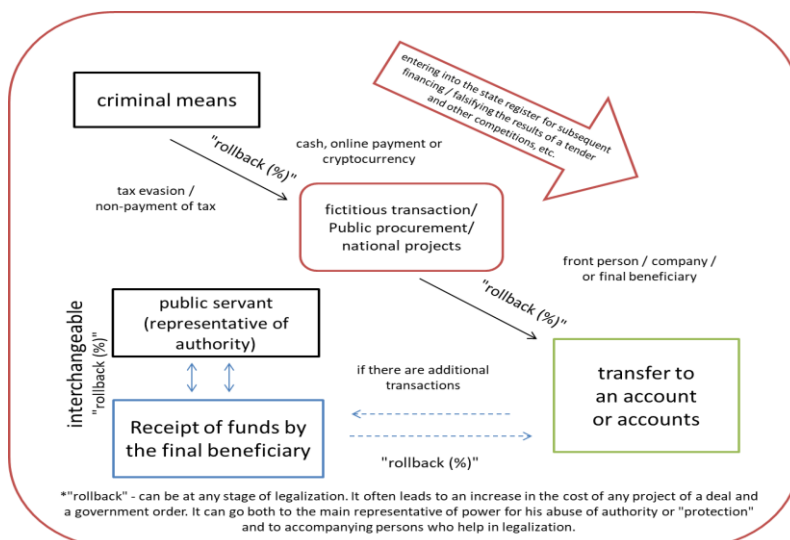 criminal means
entering into the state register for subsequent
financing / falsifying the results of a tender
and other competitions, etc.
"rollback (%)"
cash, online payment or
cryptocurrency
tax evasion /
non-payment of tax
fictitious transaction/
Public procurement/
national projects
front person / company /
or final beneficiary
"rollback (%)"
public servant
(representative of
authority)
interchangeable
"rollback (%)"
if there are additional
transactions
transfer to
an account
or accounts
Receipt of funds by
the final beneficiary
"rollback (%)"
*"rollback" - can be at any stage of legalization. It often leads to an increase in the cost of any project of a deal and
a government order. It can go both to the main representative of power for his abuse of authority or "protection"
and to accompanying persons who help in legalization.